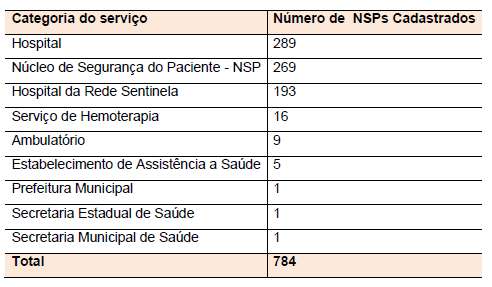 Categoria do serviço Número de NSPs Cadastrados
Hospital 289
Núcleo de Segurança do Paciente - NSP 269
Hospital da Rede Sentinela 193
Serviço de Hemoterapia 16
Ambulatório 9
Estabelecimento de Assistência a Saúde 5
Prefeitura Municipal 1
Secretaria Estadual de Saúde 1
Secretaria Municipal de Saúde 1
Total 784